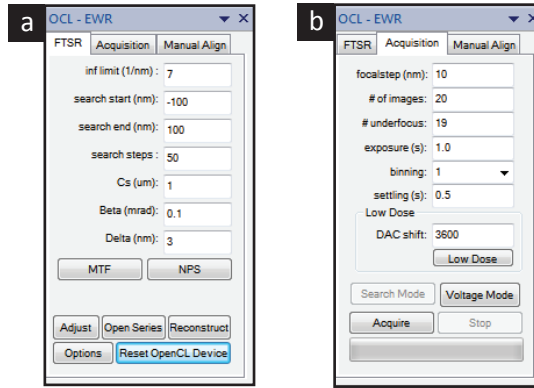 a
OCL - EWR
FTSR Acquisition Manual Align
inf limit (1/nm) : 7
search start (nm): -100
search end (nm): 100
search steps : 50
Cs (um): 1
Beta (mrad): 0.1
Delta (nm): 3
MTF NPS
Adjust Open Series Reconstruct
Options Reset OpenCL Device
b
OCL - EWR
FTSR Acquisition Manual Align
focalstep (nm): 10
# of images: 20
# underfocus: 19
exposure (s): 1.0
binning: 1
settling (s): 0.5
Low Dose
DAC shift: 3600
Low Dose
Search Mode Voltage Mode
Acquire Stop